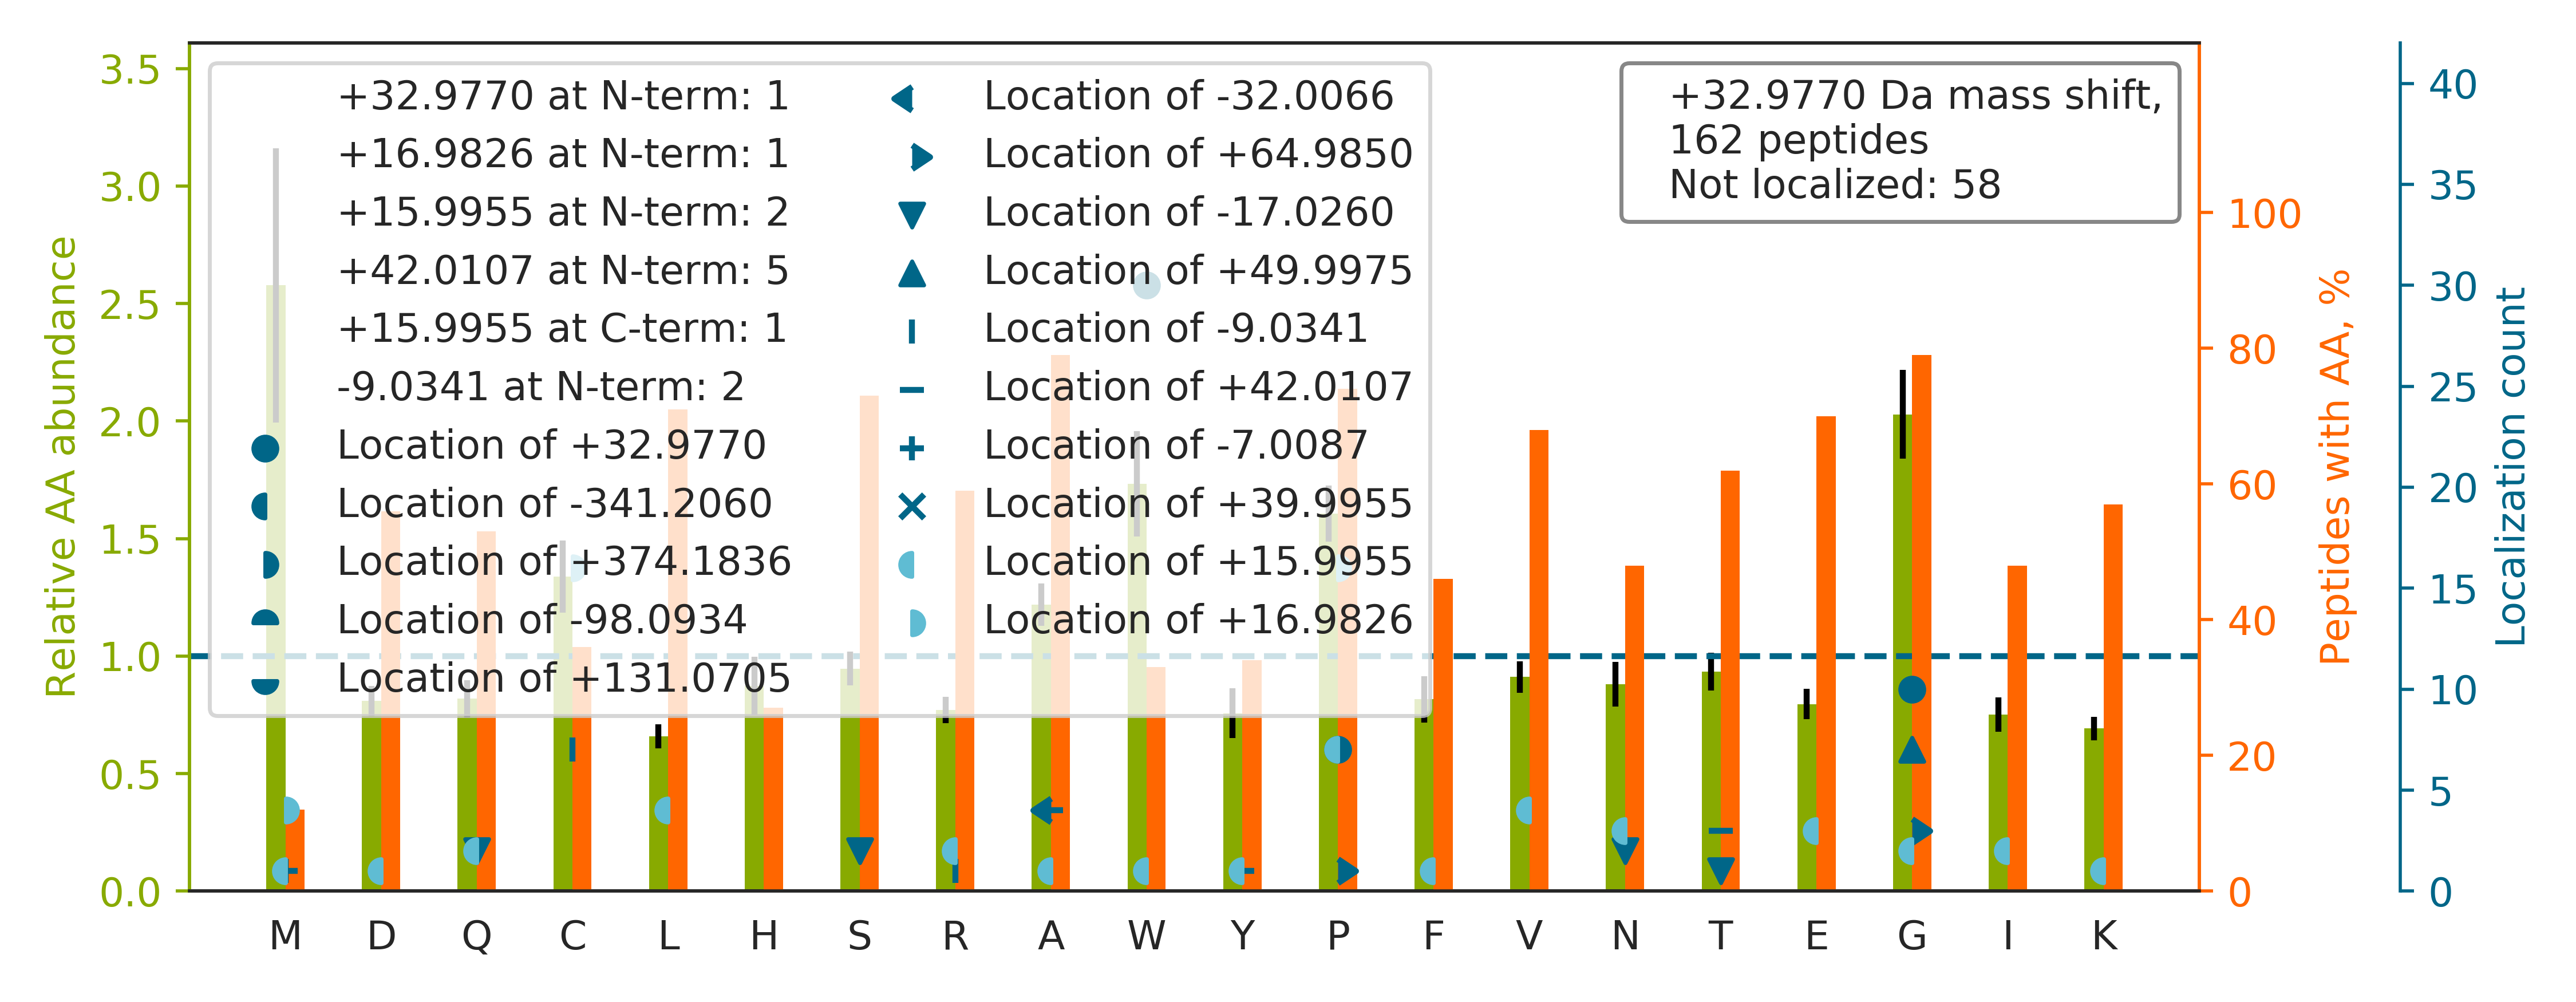 Relative AA abundance
3.5
3.0
2.5
2.0
1.5
1.0
0.5
0.0
+32.9770 at N-term: 1
+16.9826 at N-term: 1
+15.9955 at N-term: 2
+42.0107 at N-term: 5
+15.9955 at C-term: 1
-9.0341 at N-term: 2
Location of +32.9770
Location of -341.2060
Location of +374.1836
Location of -98.0934
Location of +131.0705
Location of -32.0066
Location of +64.9850
Location of -17.0260
Location of +49.9975
Location of -9.0341
Location of +42.0107
Location of -7.0087
Location of +39.9955
Location of +15.9955
Location of +16.9826
+32.9770 Da mass shift,
162 peptides
Not localized: 58
M D Q C L H S R A W Y P F V N T E G I K
100
80
60
40
20
0
Peptides with AA, %
40
35
30
25
20
15
10
5
0
Localization count